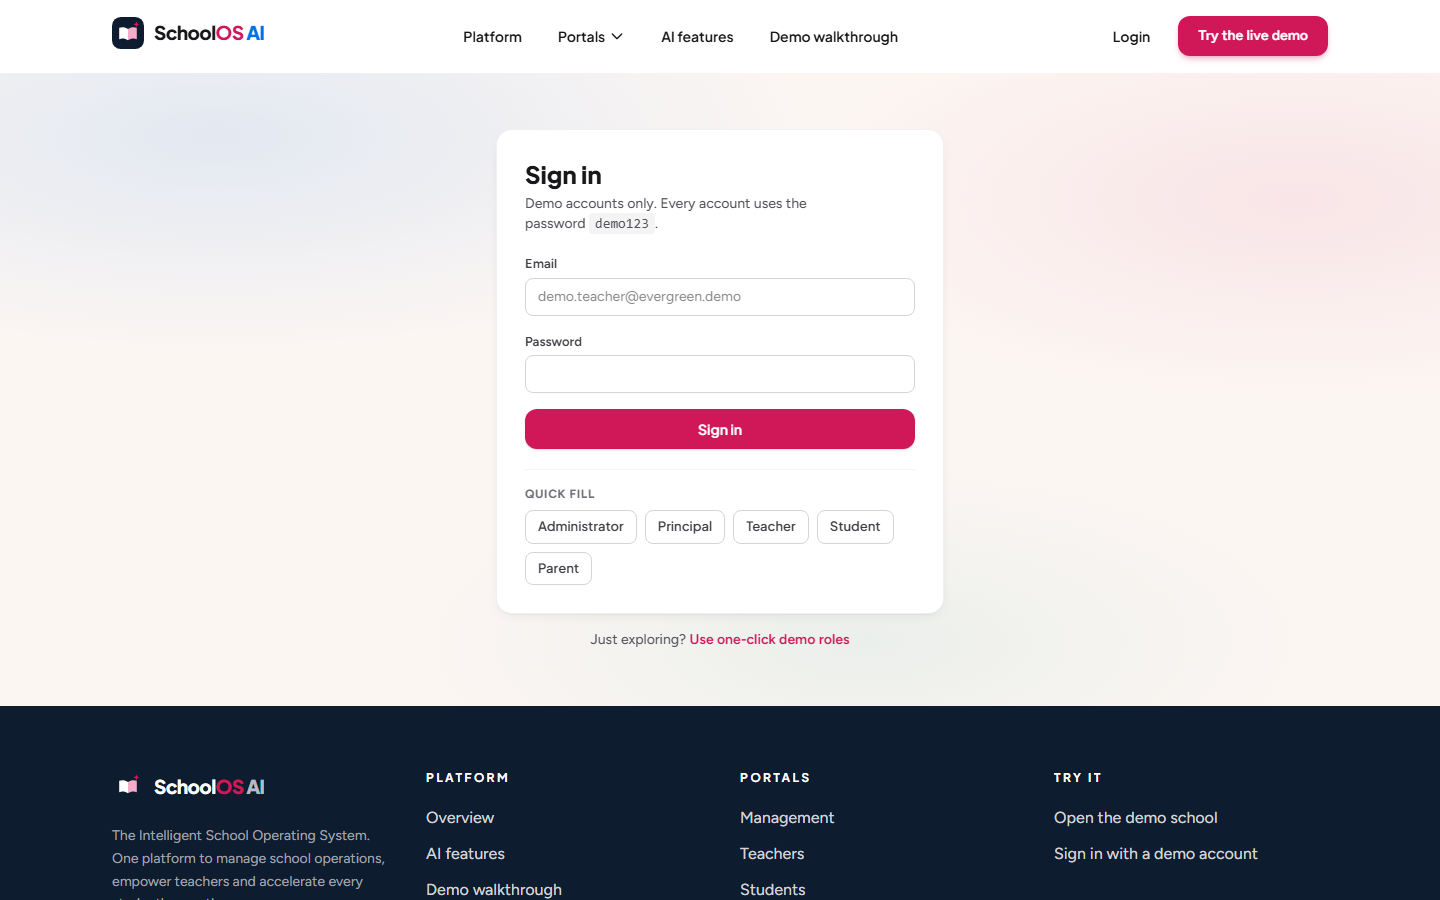 SchoolOS AI
Platform
Portals
AI features
Demo walkthrough
Login
Try the live demo
Sign in
Demo accounts only. Every account uses the
password demo123.
Email
demo.teacher@evergreen.demo
Password
Sign in
QUICK FILL
Administrator
Principal
Teacher
Student
Parent
Just exploring? Use one-click demo roles
SchoolOS AI
The Intelligent School Operating System.
One platform to manage school operations,
empower teachers and accelerate every
PLATFORM
Overview
AI features
Demo walkthrough
PORTALS
Management
Teachers
Students
TRY IT
Open the demo school
Sign in with a demo account